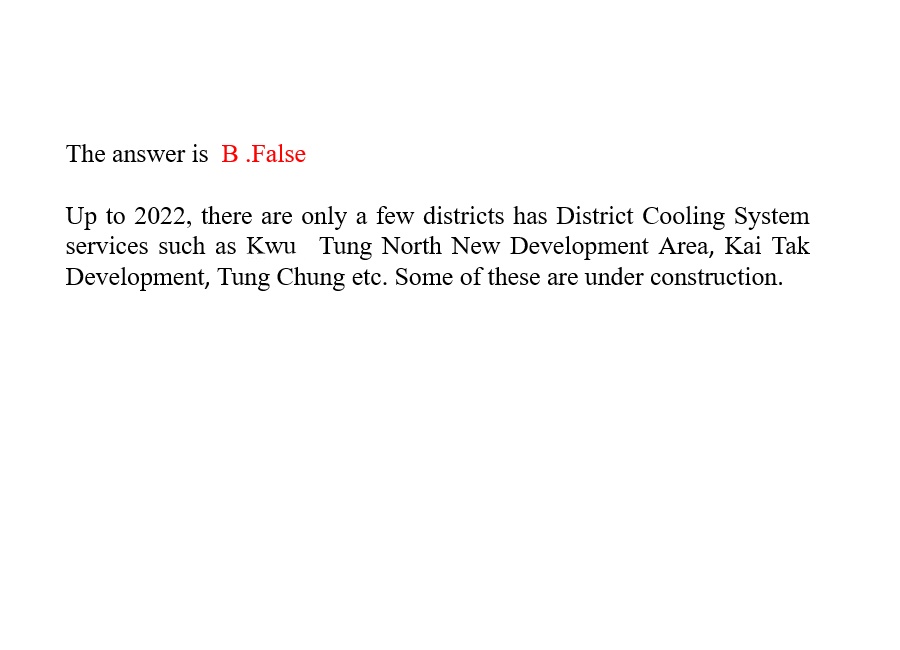 The answer is B .False
Up to 2022, there are only a few districts has District Cooling System
services such as Kwu Tung North New Development Area, Kai Tak
Development, Tung Chung etc. Some of these are under construction.